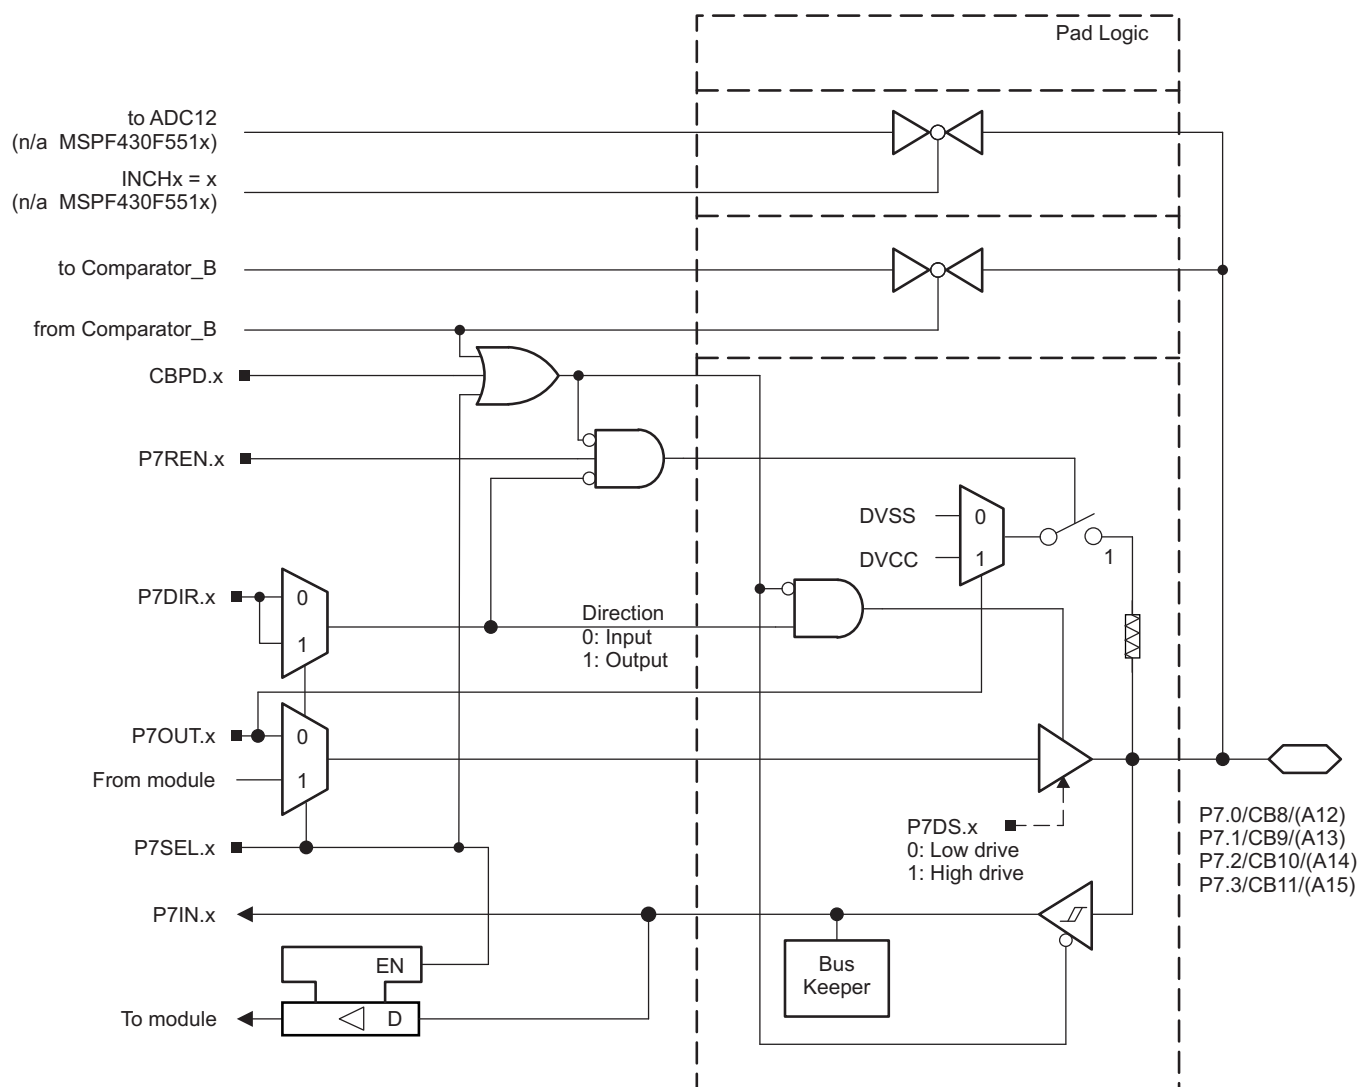 Pad Logic
to ADC12
(n/a MSPF430F551x)
INCHx = x
(n/a MSPF430F551x)
to Comparator_B
from Comparator_B
CBPD.x
P7REN.x
DVSS
0
DVCC
1
1
P7DIR.x
0
1
Direction
0: Input
1: Output
P7OUT.x
0
From module
1
P7DS.x
0: Low drive
1: High drive
P7.0/CB8/(A12)
P7.1/CB9/(A13)
P7.2/CB10/(A14)
P7.3/CB11/(A15)
P7SEL.x
P7IN.x
EN
Bus
Keeper
To module
D